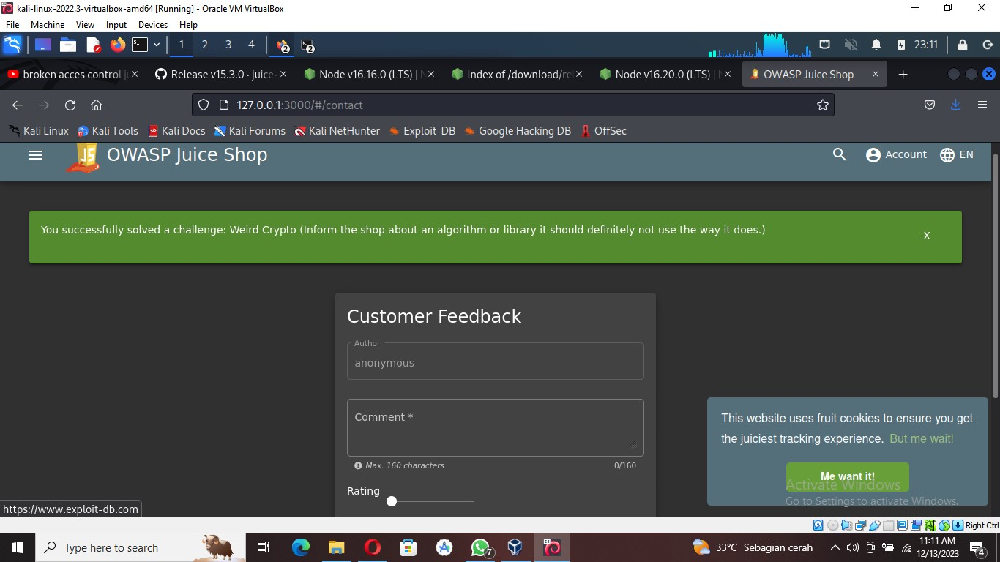 kali-linux-2022.3-virtualbox-amd64 [Running] - Oracle VM VirtualBox
File Machine View Input Devices Help
1 2 3 4 2 2 23:11
broken acces control j Release v15.3.0 · juice- Node v16.16.0 (LTS) | N Index of /download/re Node v16.20.0 (LTS) | OWASP Juice Shop
127.0.0.1:3000/#/contact
Kali Linux Kali Tools Kali Docs Kali Forums Kali NetHunter Exploit-DB Google Hacking DB OffSec
JS OWASP Juice Shop Account EN
You successfully solved a challenge: Weird Crypto (Inform the shop about an algorithm or library it should definitely not use the way it does.)
X
Customer Feedback
Author
anonymous
Comment *
Max. 160 characters 0/160
Rating
This website uses fruit cookies to ensure you get
the juiciest tracking experience. But me wait!
Me want it!
Activate Windows
Go to Settings to activate Windows.
https://www.exploit-db.com
Right Ctrl
Type here to search
7
33°C Sebagian cerah
11:11 AM
12/13/2023
4